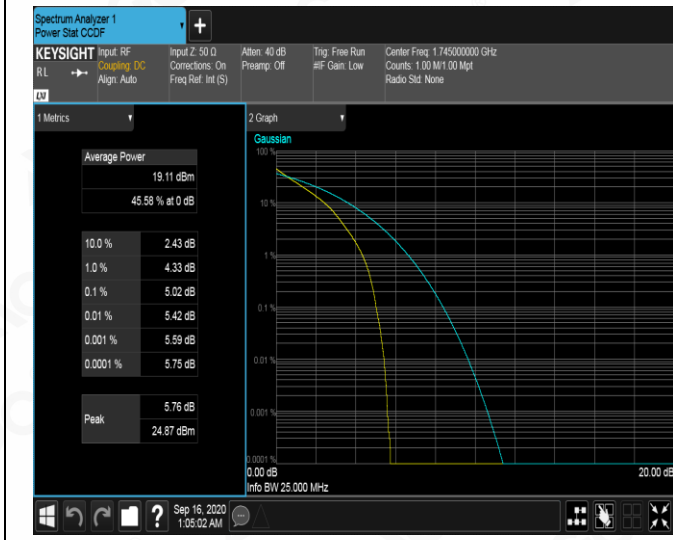 Spectrum Analyzer 1
Power Stat CCDF
+
KEYSIGHT
RL
LXI
Input: RF
Coupling: DC
Align: Auto
Input Z: 50 Ω
Corrections: On
Freq Ref: Int (S)
Atten: 40 dB
Preamp: Off
Trig: Free Run
#IF Gain: Low
Center Freq: 1.745000000 GHz
Counts: 1.00 M/1.00 Mpt
Radio Std: None
1 Metrics
Average Power
19.11 dBm
45.58 % at 0 dB
10.0 % 2.43 dB
1.0 % 4.33 dB
0.1 % 5.02 dB
0.01 % 5.42 dB
0.001 % 5.59 dB
0.0001 % 5.75 dB
Peak 5.76 dB
24.87 dBm
2 Graph
Gaussian
100 %
10 %
1 %
0.1 %
0.01 %
0.001 %
0.0001 %
0.00 dB 20.00 dB
Info BW 25.000 MHz
?
Sep 16, 2020
1:05:02 AM